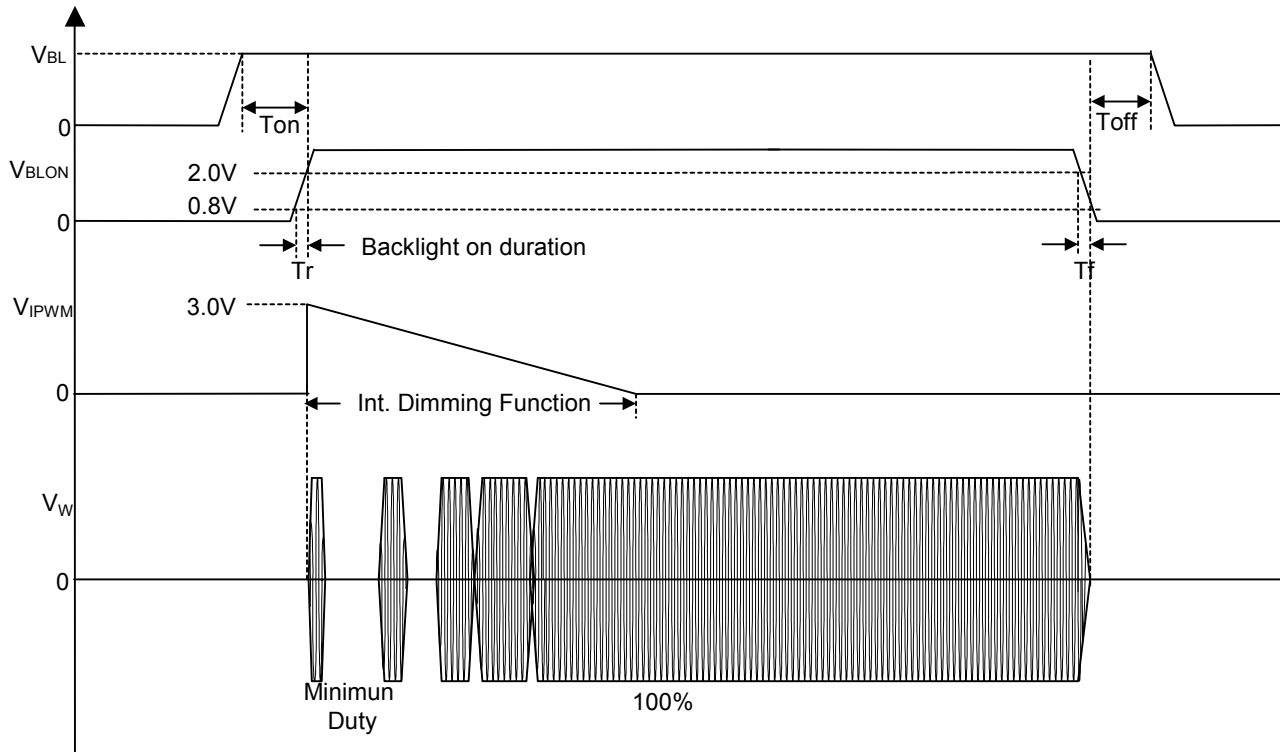 VBL
0
Ton
Toff
VBLON
2.0V
0.8V
0
Backlight on duration
Tr
Tf
VIPWM
3.0V
0
Int. Dimming Function
VW
0
Minimun
Duty
100%